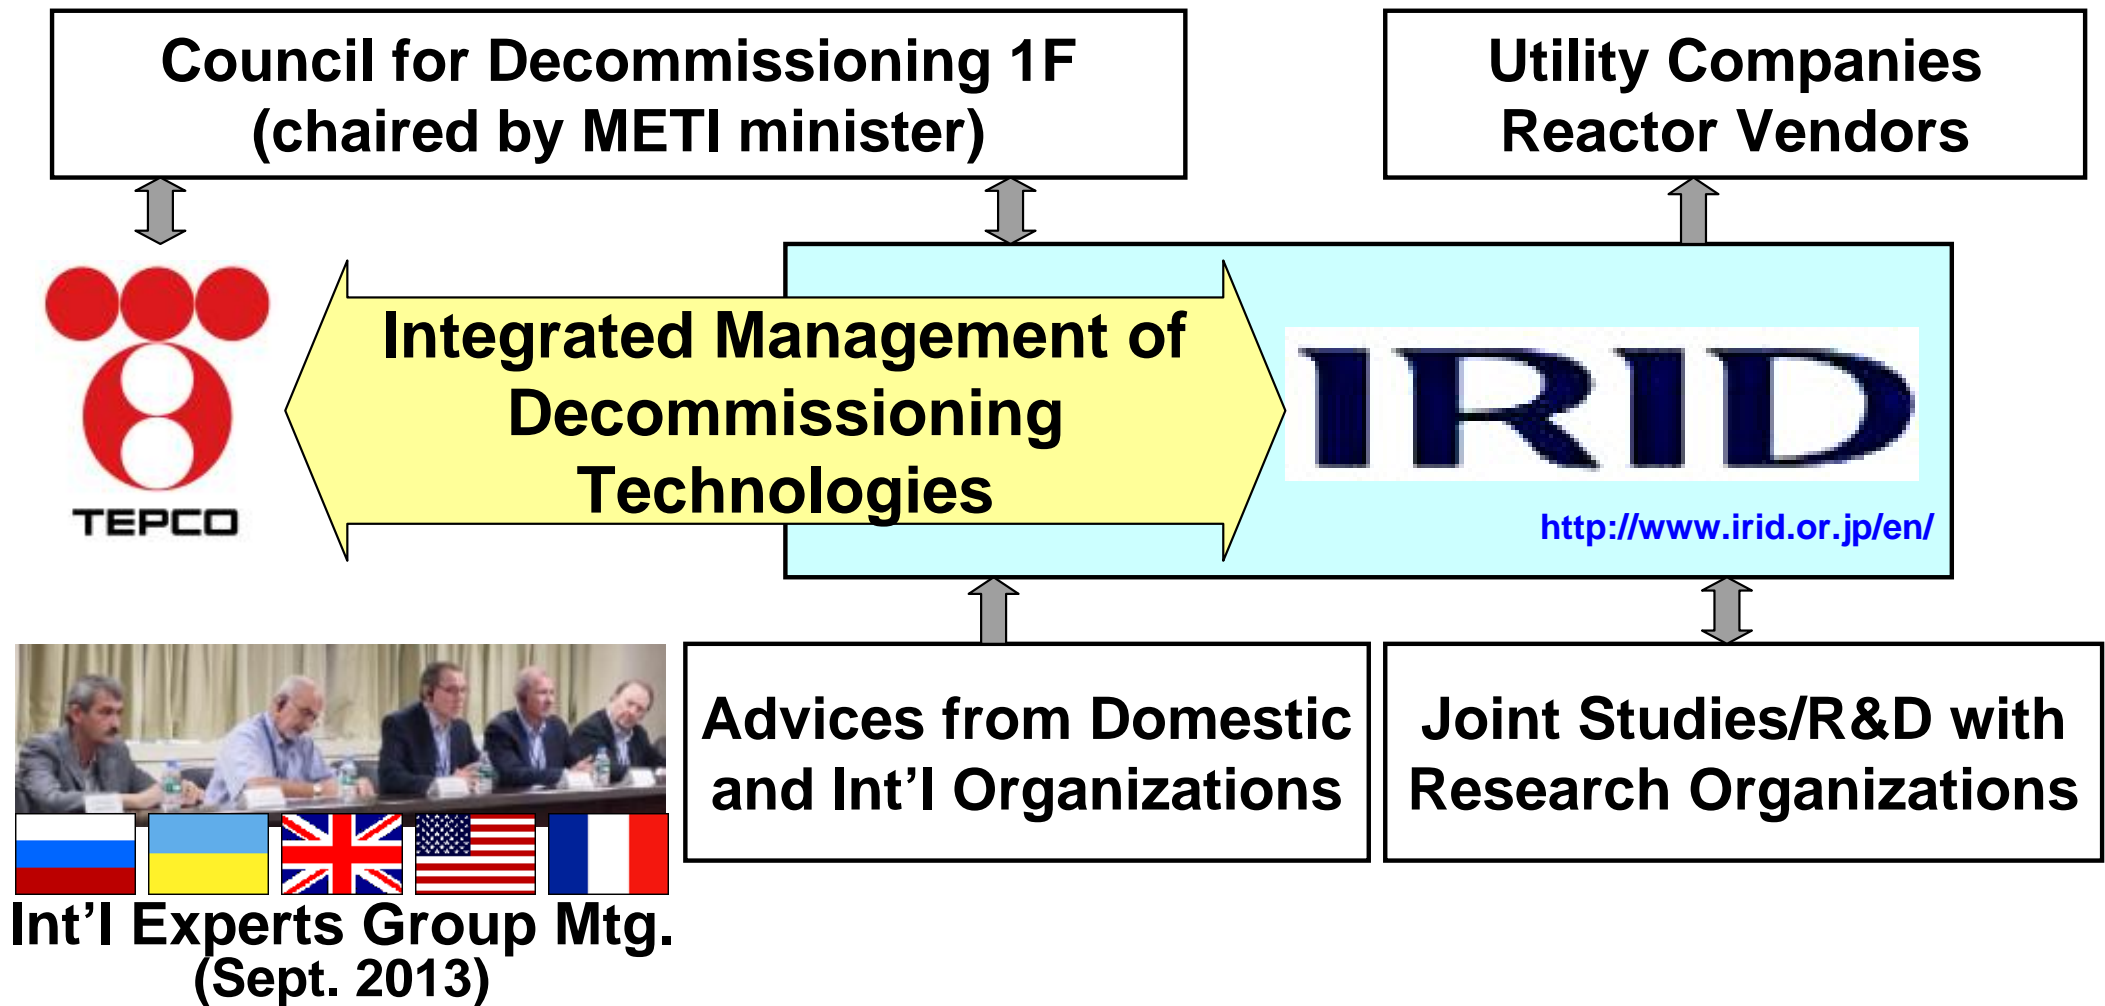 Council for Decommissioning 1F
(chaired by METI minister)
Utility Companies
Reactor Vendors
TEPCO
Integrated Management of
Decommissioning
Technologies
IRID
http://www.irid.or.jp/en/
Int’l Experts Group Mtg.
(Sept. 2013)
Advices from Domestic
and Int’l Organizations
Joint Studies/R&D with
Research Organizations